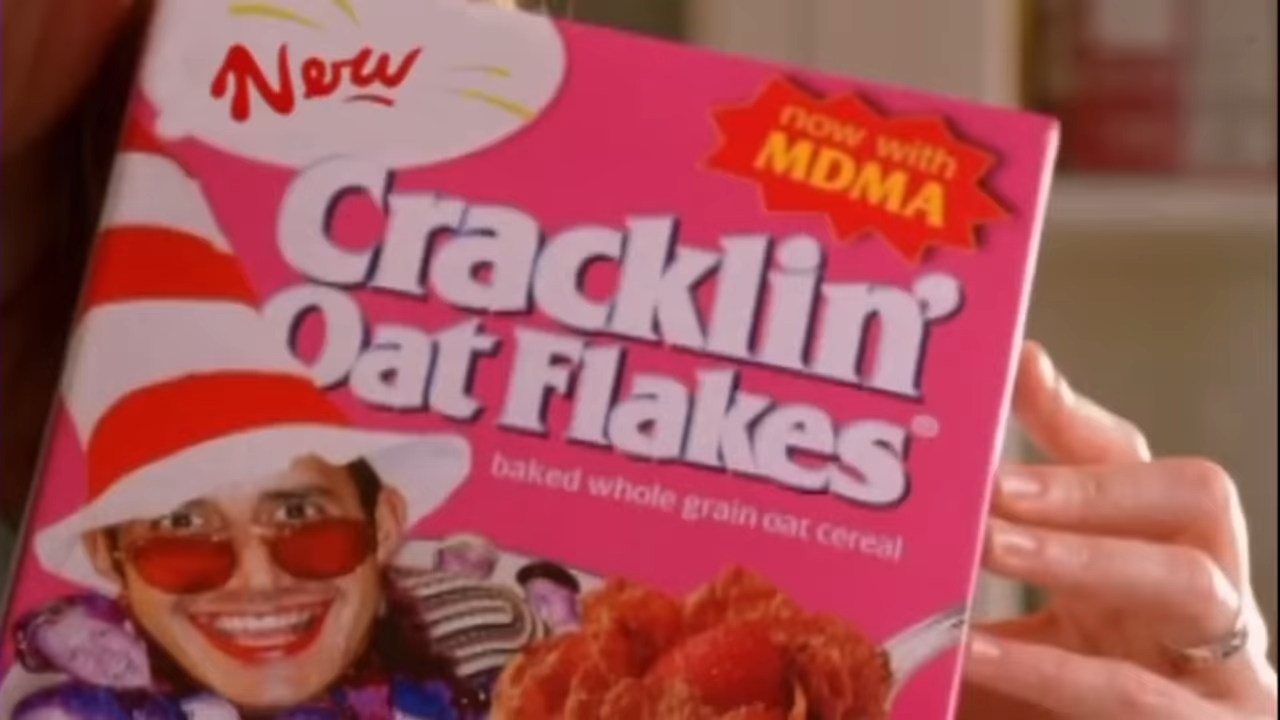 New
now with
MDMA
Cracklin'
Oat Flakes®
baked whole grain oat cereal